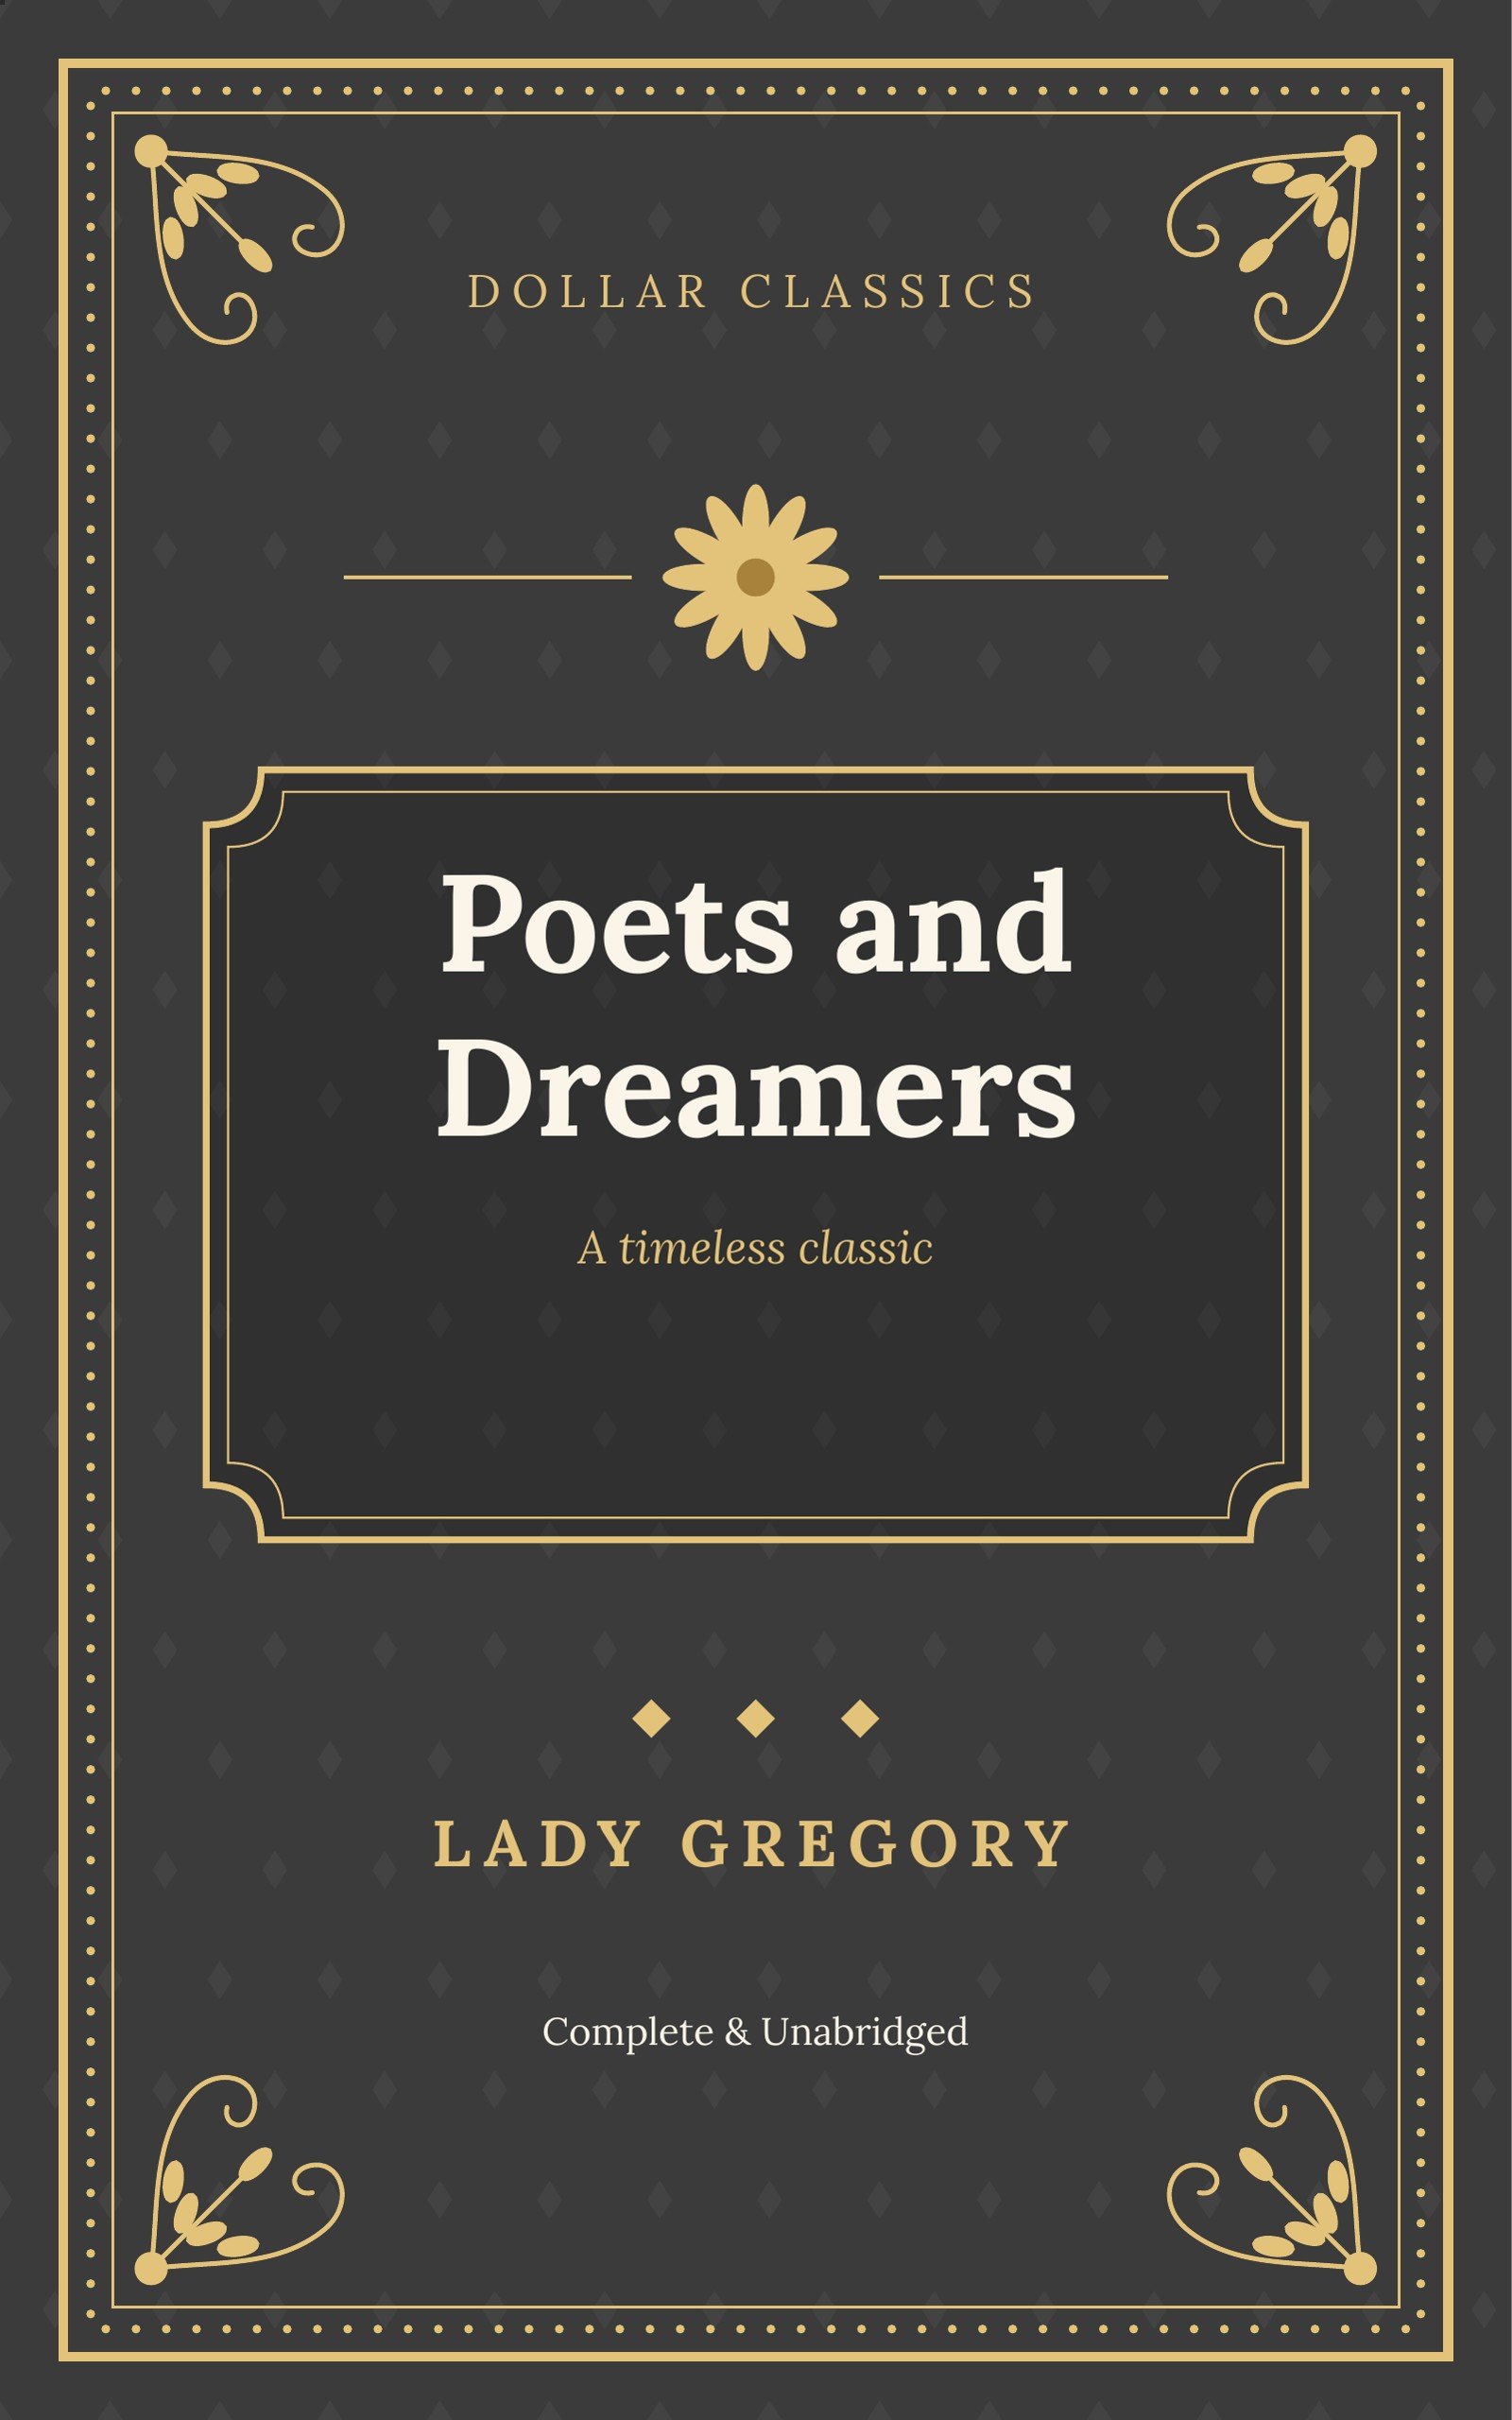 DOLLAR CLASSICS
Poets and
Dreamers
A timeless classic
LADY GREGORY
Complete & Unabridged